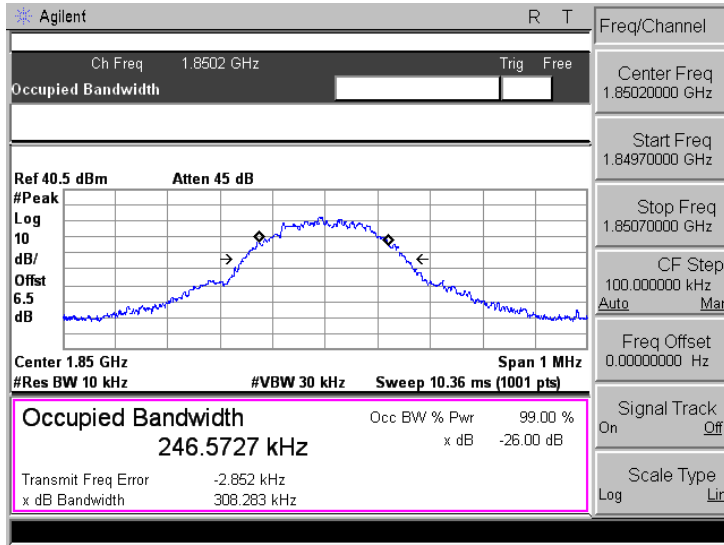 Agilent
R T
Ch Freq 1.8502 GHz
Trig Free
Occupied Bandwidth
Ref 40.5 dBm
Atten 45 dB
#Peak
Log
10
dB/
Offst
6.5
dB
Center 1.85 GHz
Span 1 MHz
#Res BW 10 kHz
#VBW 30 kHz
Sweep 10.36 ms (1001 pts)
Occupied Bandwidth
246.5727 kHz
Occ BW % Pwr 99.00 %
x dB -26.00 dB
Transmit Freq Error -2.852 kHz
x dB Bandwidth 308.283 kHz
Freq/Channel
Center Freq
1.85020000 GHz
Start Freq
1.84970000 GHz
Stop Freq
1.85070000 GHz
CF Step
100.000000 kHz
Auto Man
Freq Offset
0.00000000 Hz
Signal Track
On Off
Scale Type
Log Lin